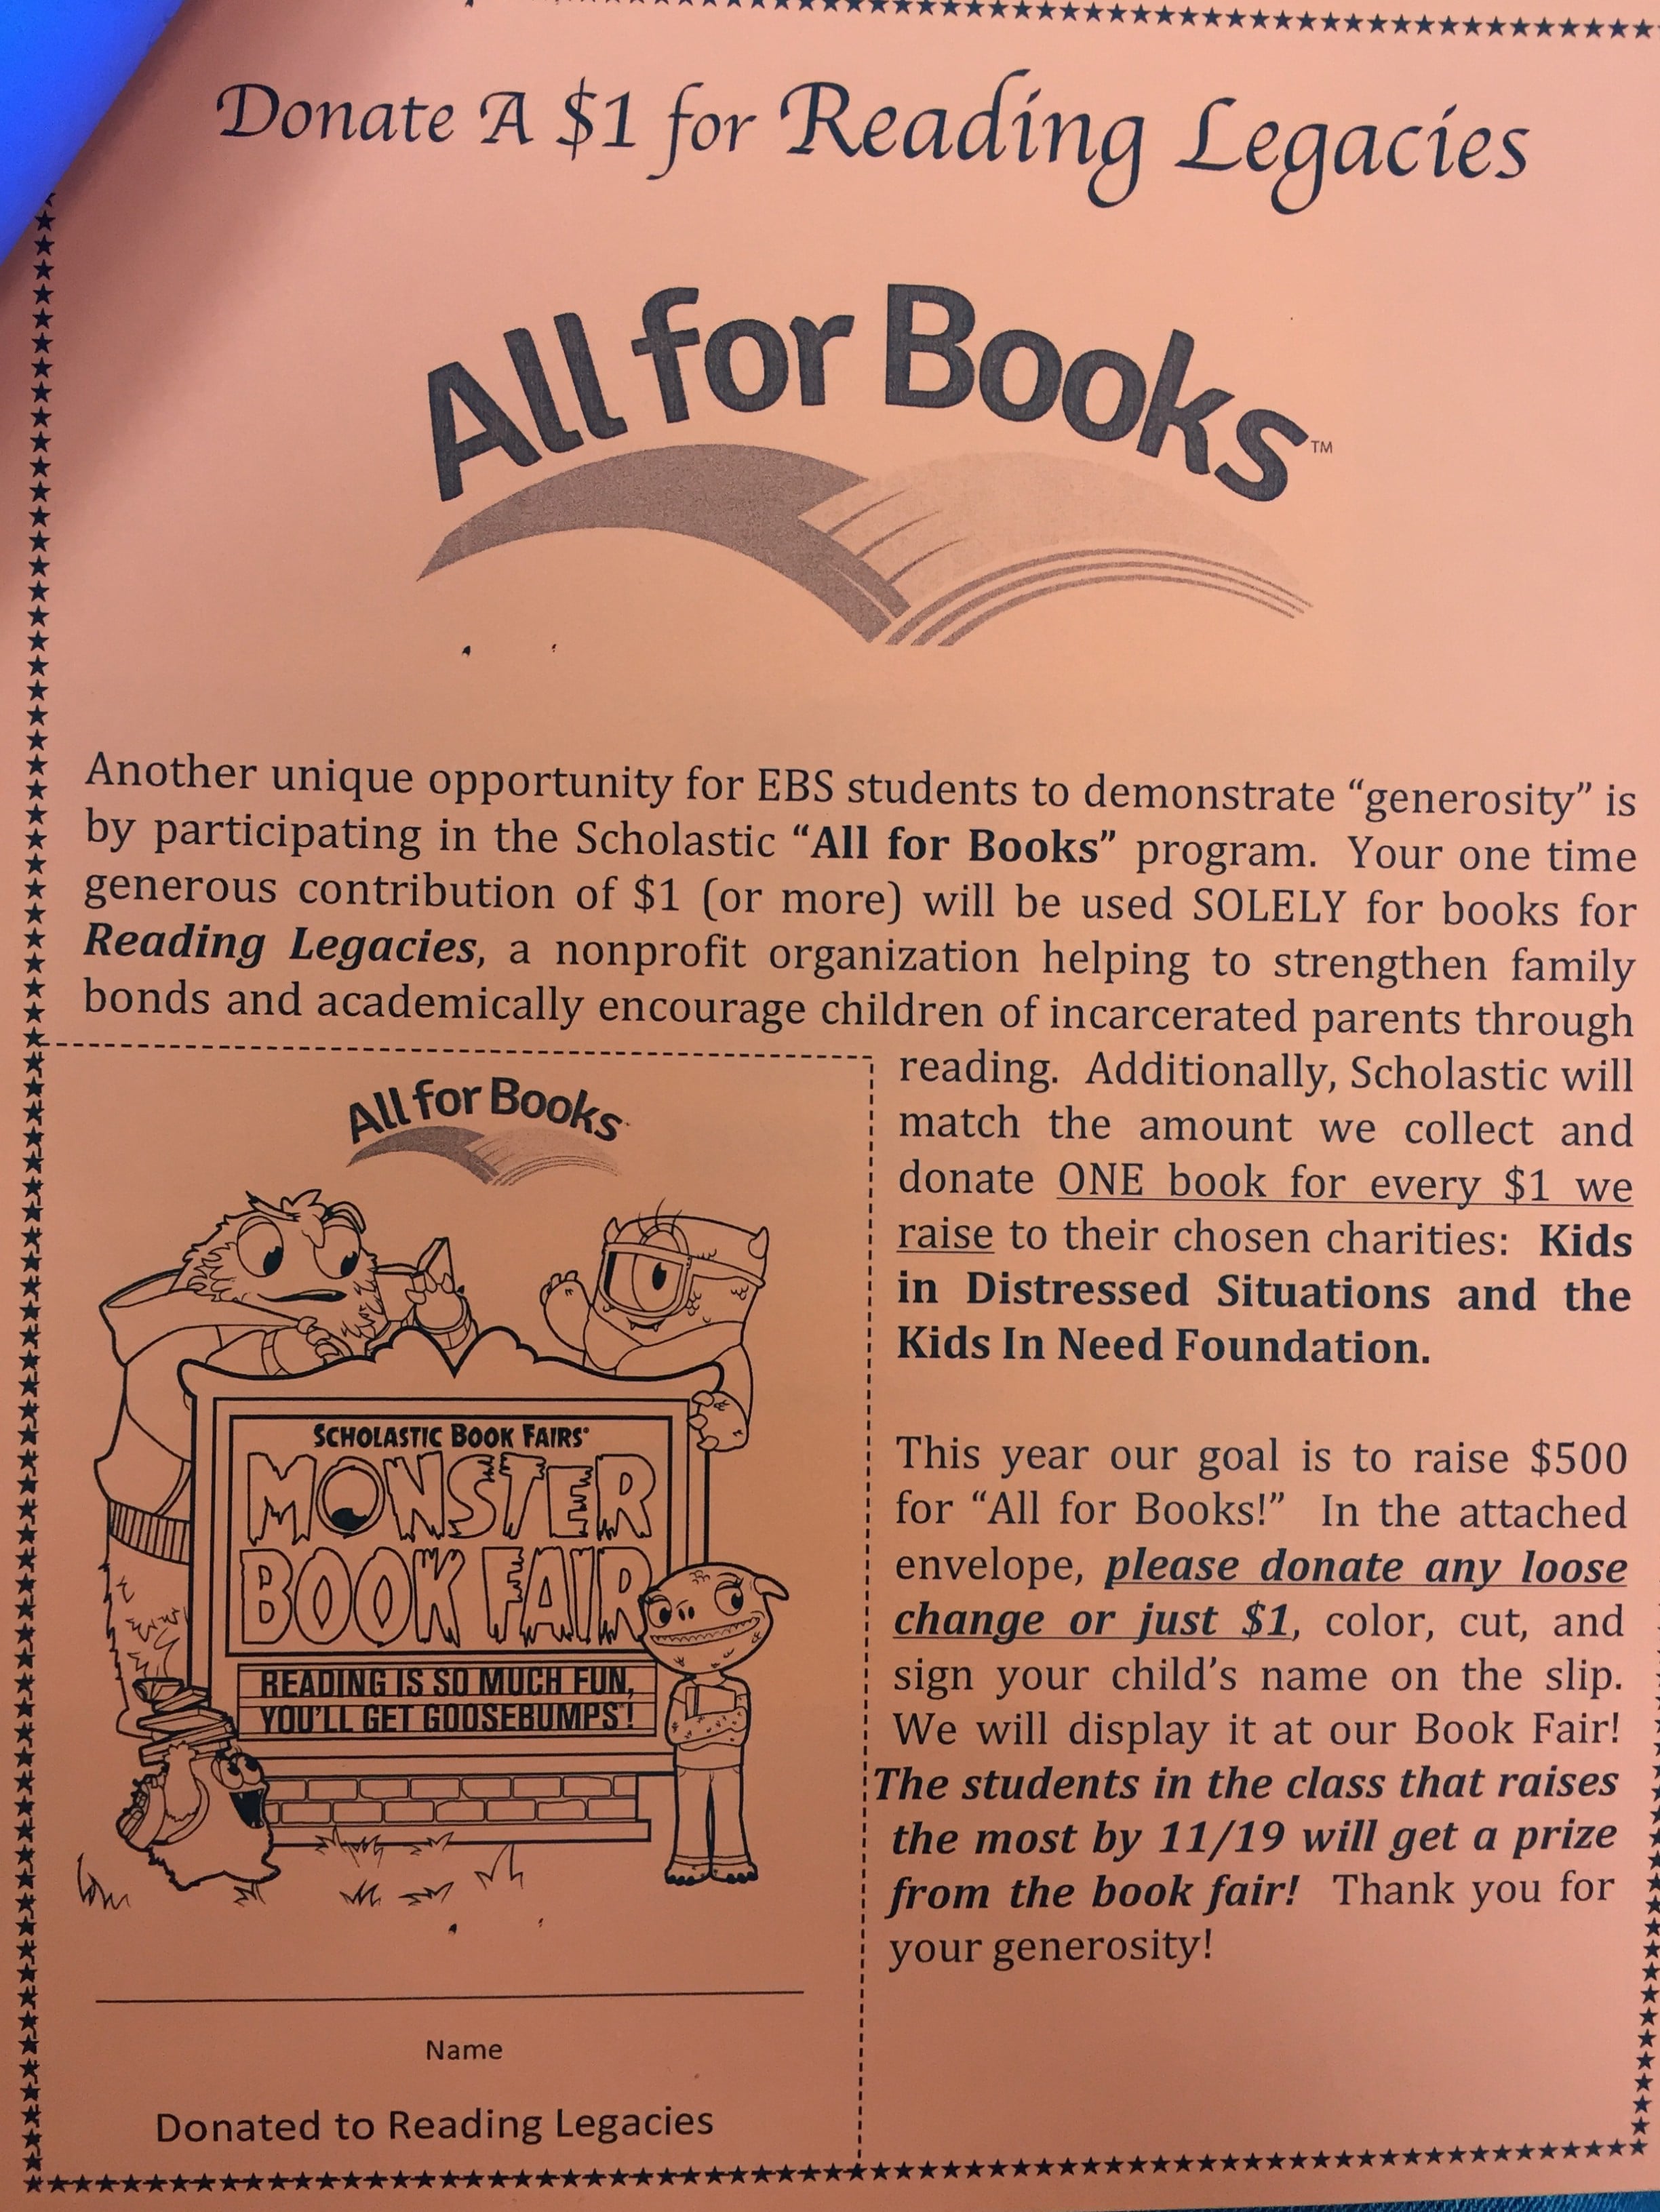 Donate A $1 for Reading Legacies
All for Books™
Another unique opportunity for EBS students to demonstrate “generosity” is
by participating in the Scholastic “All for Books” program. Your one time
generous contribution of $1 (or more) will be used SOLELY for books for
Reading Legacies, a nonprofit organization helping to strengthen family
bonds and academically encourage children of incarcerated parents through
reading. Additionally, Scholastic will
match the amount we collect and
donate ONE book for every $1 we
raise to their chosen charities: Kids
in Distressed Situations and the
Kids In Need Foundation.
This year our goal is to raise $500
for “All for Books!” In the attached
envelope, please donate any loose
change or just $1, color, cut, and
sign your child’s name on the slip.
We will display it at our Book Fair!
The students in the class that raises
the most by 11/19 will get a prize
from the book fair! Thank you for
your generosity!
All for Books
SCHOLASTIC BOOK FAIRS
MONSTER
BOOK FAIR
READING IS SO MUCH FUN,
YOU'LL GET GOOSEBUMPS!
Name
Donated to Reading Legacies